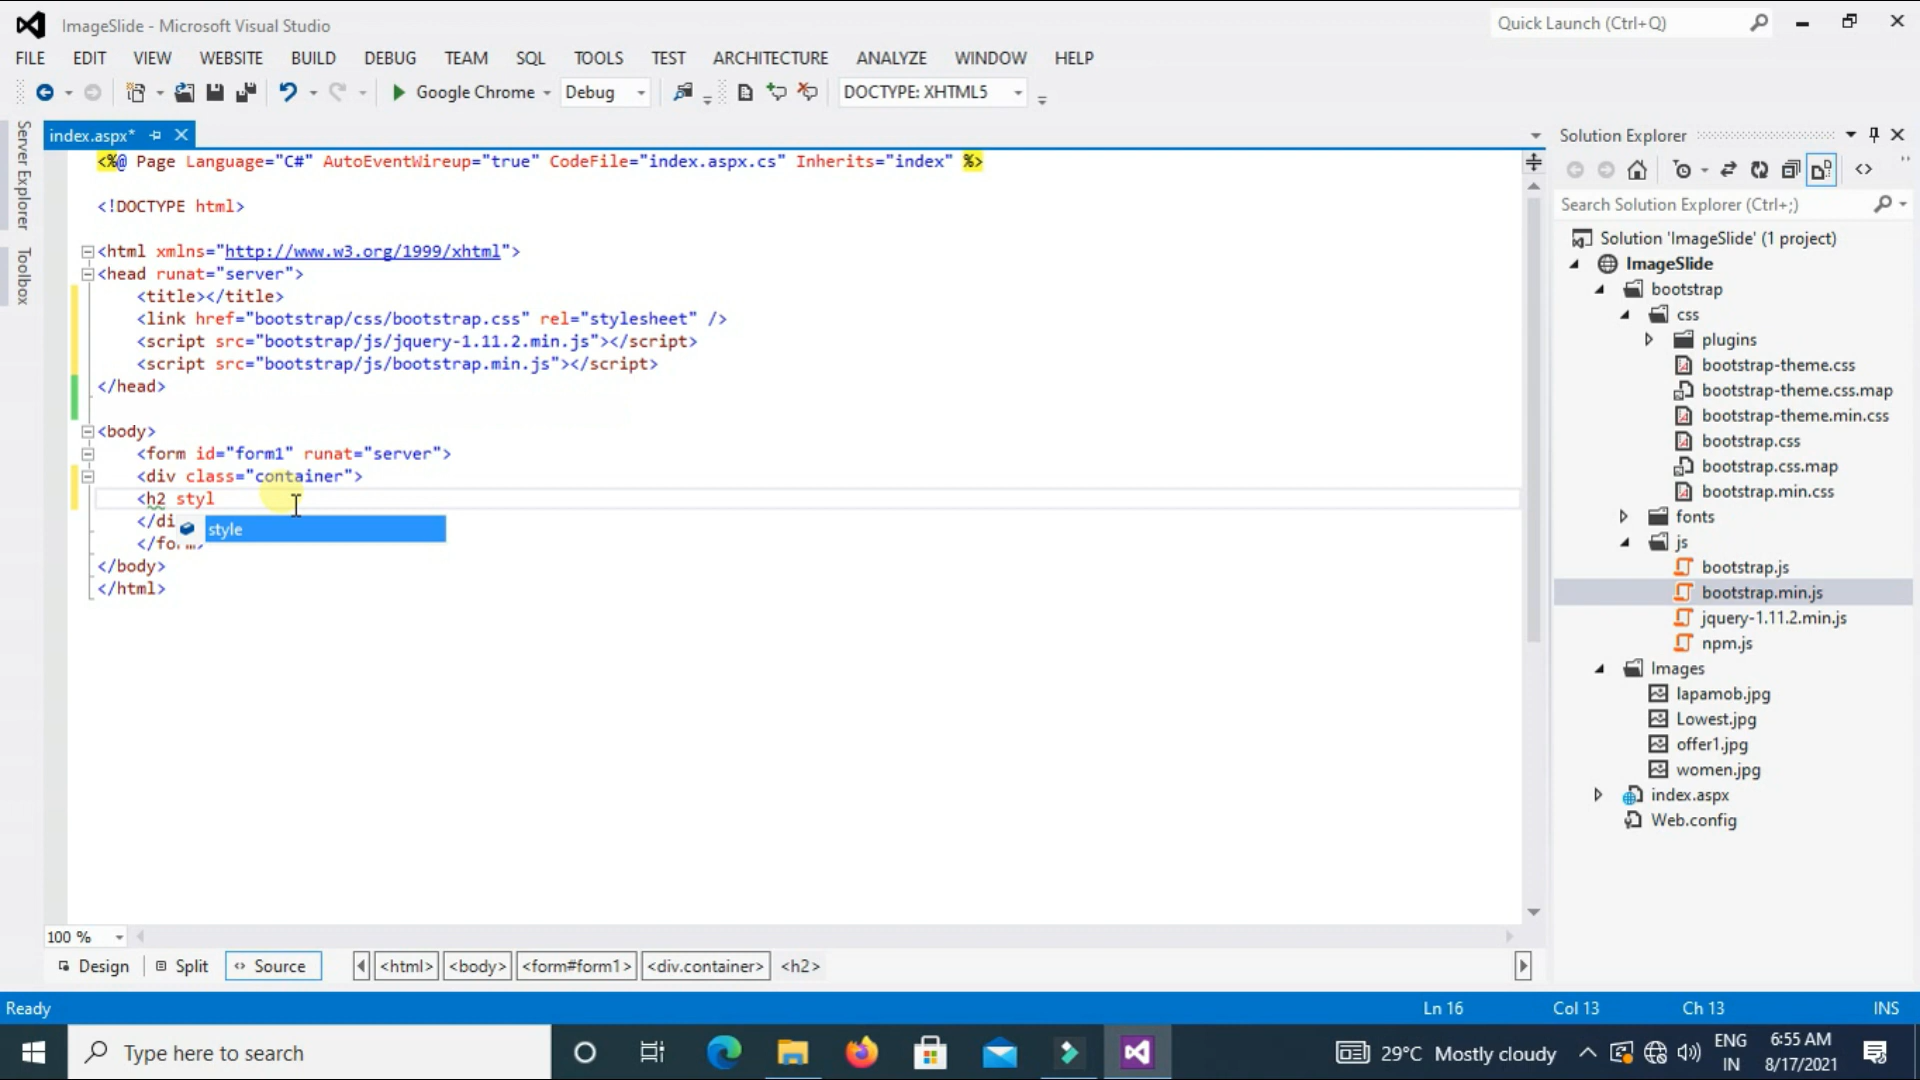 ImageSlide - Microsoft Visual Studio
Quick Launch (Ctrl+Q)
FILE EDIT VIEW WEBSITE BUILD DEBUG TEAM SQL TOOLS TEST ARCHITECTURE ANALYZE WINDOW HELP
Google Chrome Debug DOCTYPE: XHTML5
Server Explorer
Toolbox
index.aspx*
<%@ Page Language="C#" AutoEventWireup="true" CodeFile="index.aspx.cs" Inherits="index" %>
<!DOCTYPE html>
<html xmlns="http://www.w3.org/1999/xhtml">
<head runat="server">
<title></title>
<link href="bootstrap/css/bootstrap.css" rel="stylesheet" />
<script src="bootstrap/js/jquery-1.11.2.min.js"></script>
<script src="bootstrap/js/bootstrap.min.js"></script>
</head>
<body>
<form id="form1" runat="server">
<div class="container">
<h2 styl
</di
style
</form>
</body>
</html>
100 %
Design Split Source <html> <body> <form#form1> <div.container> <h2>
Solution Explorer
Search Solution Explorer (Ctrl+;)
Solution 'ImageSlide' (1 project)
ImageSlide
bootstrap
css
plugins
bootstrap-theme.css
bootstrap-theme.css.map
bootstrap-theme.min.css
bootstrap.css
bootstrap.css.map
bootstrap.min.css
fonts
js
bootstrap.js
bootstrap.min.js
jquery-1.11.2.min.js
npm.js
Images
lapamob.jpg
Lowest.jpg
offer1.jpg
women.jpg
index.aspx
Web.config
Ready Ln 16 Col 13 Ch 13 INS
Type here to search
29°C Mostly cloudy
ENG
IN
6:55 AM
8/17/2021